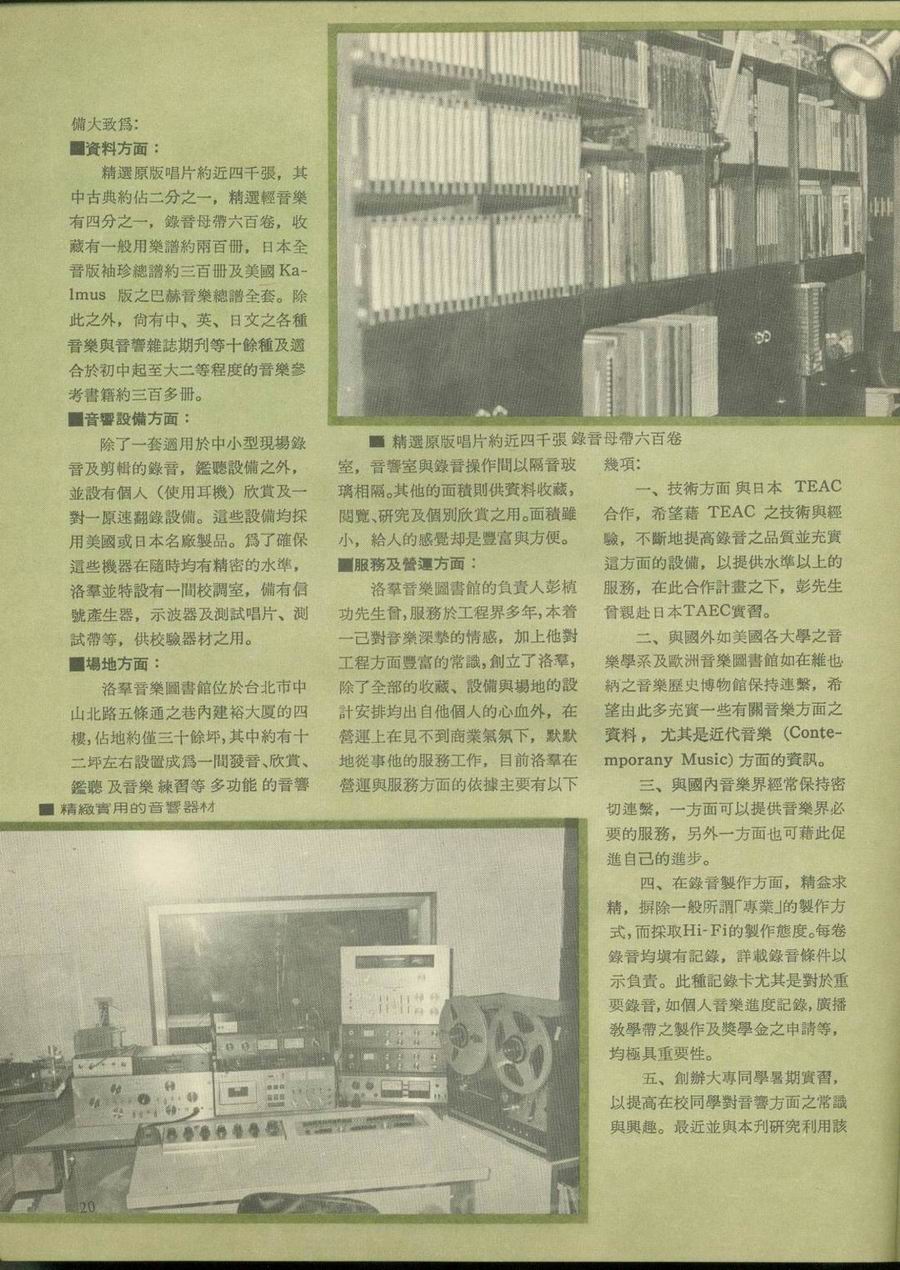 備大致爲：
■資料方面：
精選原版唱片約近四千張，其
中古典約佔二分之一，精選輕音樂
有四分之一，錄音母帶六百卷，收
藏有一般用樂譜約兩百册，日本全
音版袖珍總譜約三百册及美國 Ka-
lmus 版之巴赫音樂總譜全套。除
此之外，尙有中、英、日文之各種
音樂與音響雜誌期刋等十餘種及適
合於初中起至大二等程度的音樂參
考書籍約三百多册。
■音響設備方面：
除了一套適用於中小型現場錄
音及剪輯的錄音，鑑聽設備之外，
並設有個人（使用耳機）欣賞及一
對一原速翻錄設備。這些設備均採
用美國或日本名廠製品。爲了確保
這些機器在隨時均有精密的水準，
洛羣並特設有一間校調室，備有信
號產生器，示波器及測試唱片、測
試帶等，供校驗器材之用。
■場地方面：
洛羣音樂圖書館位於台北市中
山北路五條通之巷內建裕大厦的四
樓，佔地約僅三十餘坪，其中約有十
二坪左右設置成爲一間發音、欣賞、
鑑聽 及音樂 練習等 多功能 的音響
■ 精選原版唱片約近四千張 錄音母帶六百卷
室，音響室與錄音操作間以隔音玻
璃相隔。其他的面積則供資料收藏，
閱覽、研究及個別欣賞之用。面積雖
小，給人的感覺却是豐富與方便。
■服務及營運方面：
洛羣音樂圖書館的負責人彭楨
功先生曾，服務於工程界多年，本着
一己對音樂深摯的情感，加上他對
工程方面豐富的常識，創立了洛羣，
除了全部的收藏、設備與場地的設
計安排均出自他個人的心血外，在
營運上在見不到商業氣氛下，默默
地從事他的服務工作，目前洛羣在
營運與服務方面的依據主要有以下
幾項：
一、技術方面 與日本 TEAC
合作，希望藉 TEAC 之技術與經
驗，不斷地提高錄音之品質並充實
這方面的設備，以提供水準以上的
服務，在此合作計畫之下，彭先生
曾親赴日本TAEC實習。
二、與國外如美國各大學之音
樂學系及歐洲音樂圖書館如在維也
納之音樂歷史博物館保持連繫，希
望由此多充實一些有關音樂方面之
資料，尤其是近代音樂 (Conte-
mporary Music) 方面的資訊。
三、與國內音樂界經常保持密
切連繫，一方面可以提供音樂界必
要的服務，另外一方面也可藉此促
進自己的進步。
四、在錄音製作方面，精益求
精，摒除一般所謂「專業」的製作方
式，而採取Hi-Fi的製作態度。每卷
錄音均塡有記錄，詳載錄音條件以
示負責。此種記錄卡尤其是對於重
要錄音，如個人音樂進度記錄，廣播
敎學帶之製作及奬學金之申請等，
均極具重要性。
五、創辦大專同學暑期實習，
以提高在校同學對音響方面之常識
與興趣。最近並與本刋研究利用該
■ 精緻實用的音響器材
20